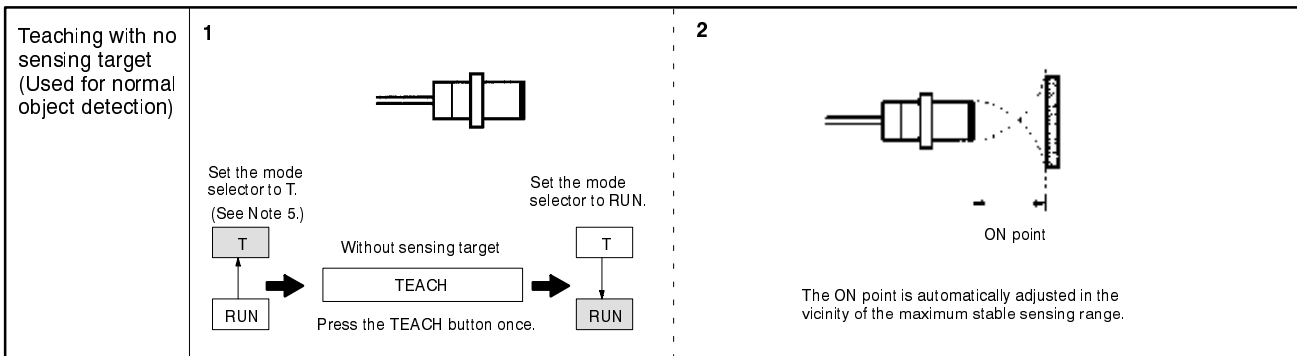 Teaching with no
sensing target
(Used for normal
object detection)
1
Set the mode
selector to T.
(See Note 5.)
T
RUN
Without sensing target
TEACH
Press the TEACH button once.
Set the mode
selector to RUN.
T
RUN
2
ON point
The ON point is automatically adjusted in the
vicinity of the maximum stable sensing range.